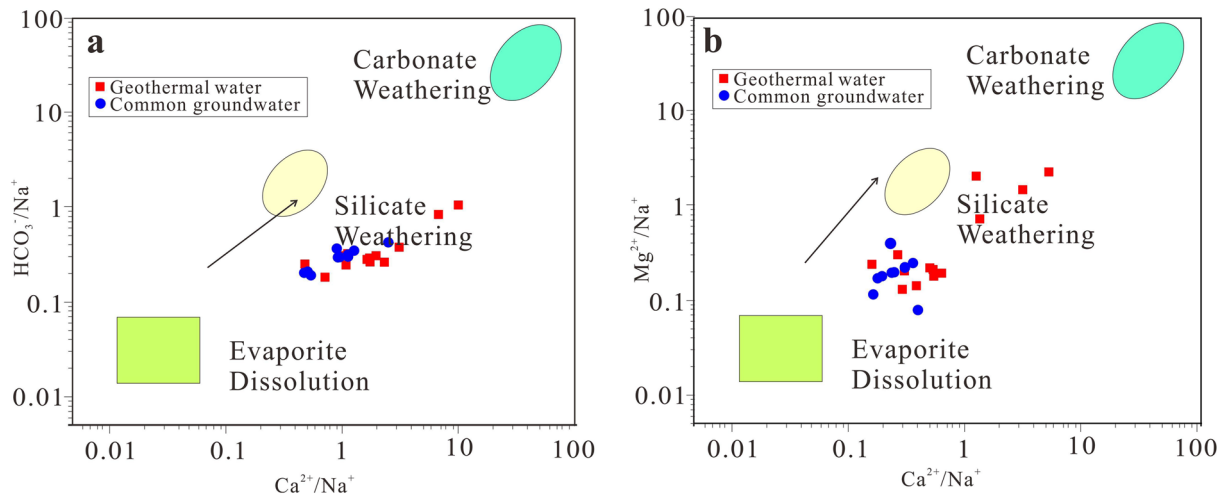 a
Geothermal water
Common groundwater
Carbonate
Weathering
Silicate
Weathering
Evaporite
Dissolution
100
10
1
0.1
0.01
HCO₃⁻/Na⁺
0.01
0.1
1
10
100
Ca²⁺/Na⁺
b
Geothermal water
Common groundwater
Carbonate
Weathering
Silicate
Weathering
Evaporite
Dissolution
100
10
1
0.1
0.01
Mg²⁺/Na⁺
0.01
0.1
1
10
100
Ca²⁺/Na⁺